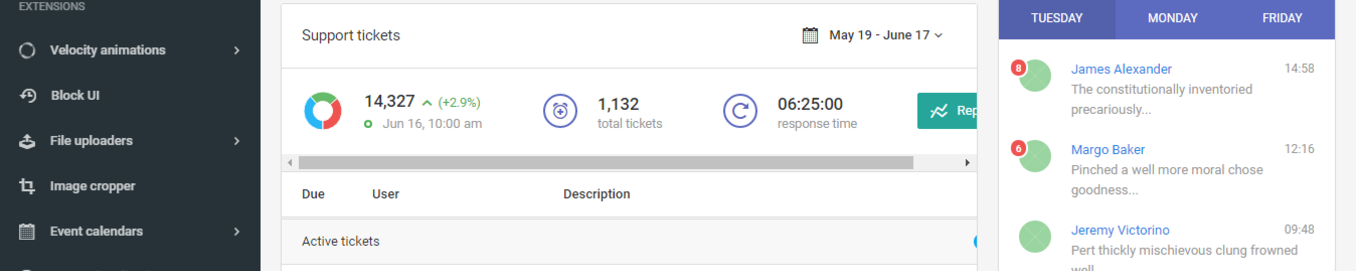 EXTENSIONS
Velocity animations
Block UI
File uploaders
Image cropper
Event calendars
Support tickets
May 19 - June 17
14,327 (+2.9%)
Jun 16, 10:00 am
1,132
total tickets
06:25:00
response time
Rep
Due User Description
Active tickets
TUESDAY MONDAY FRIDAY
8
James Alexander 14:58
The constitutionally inventoried
precariously...
6
Margo Baker 12:16
Pinched a well more moral chose
goodness...
Jeremy Victorino 09:48
Pert thickly mischievous clung frowned
well